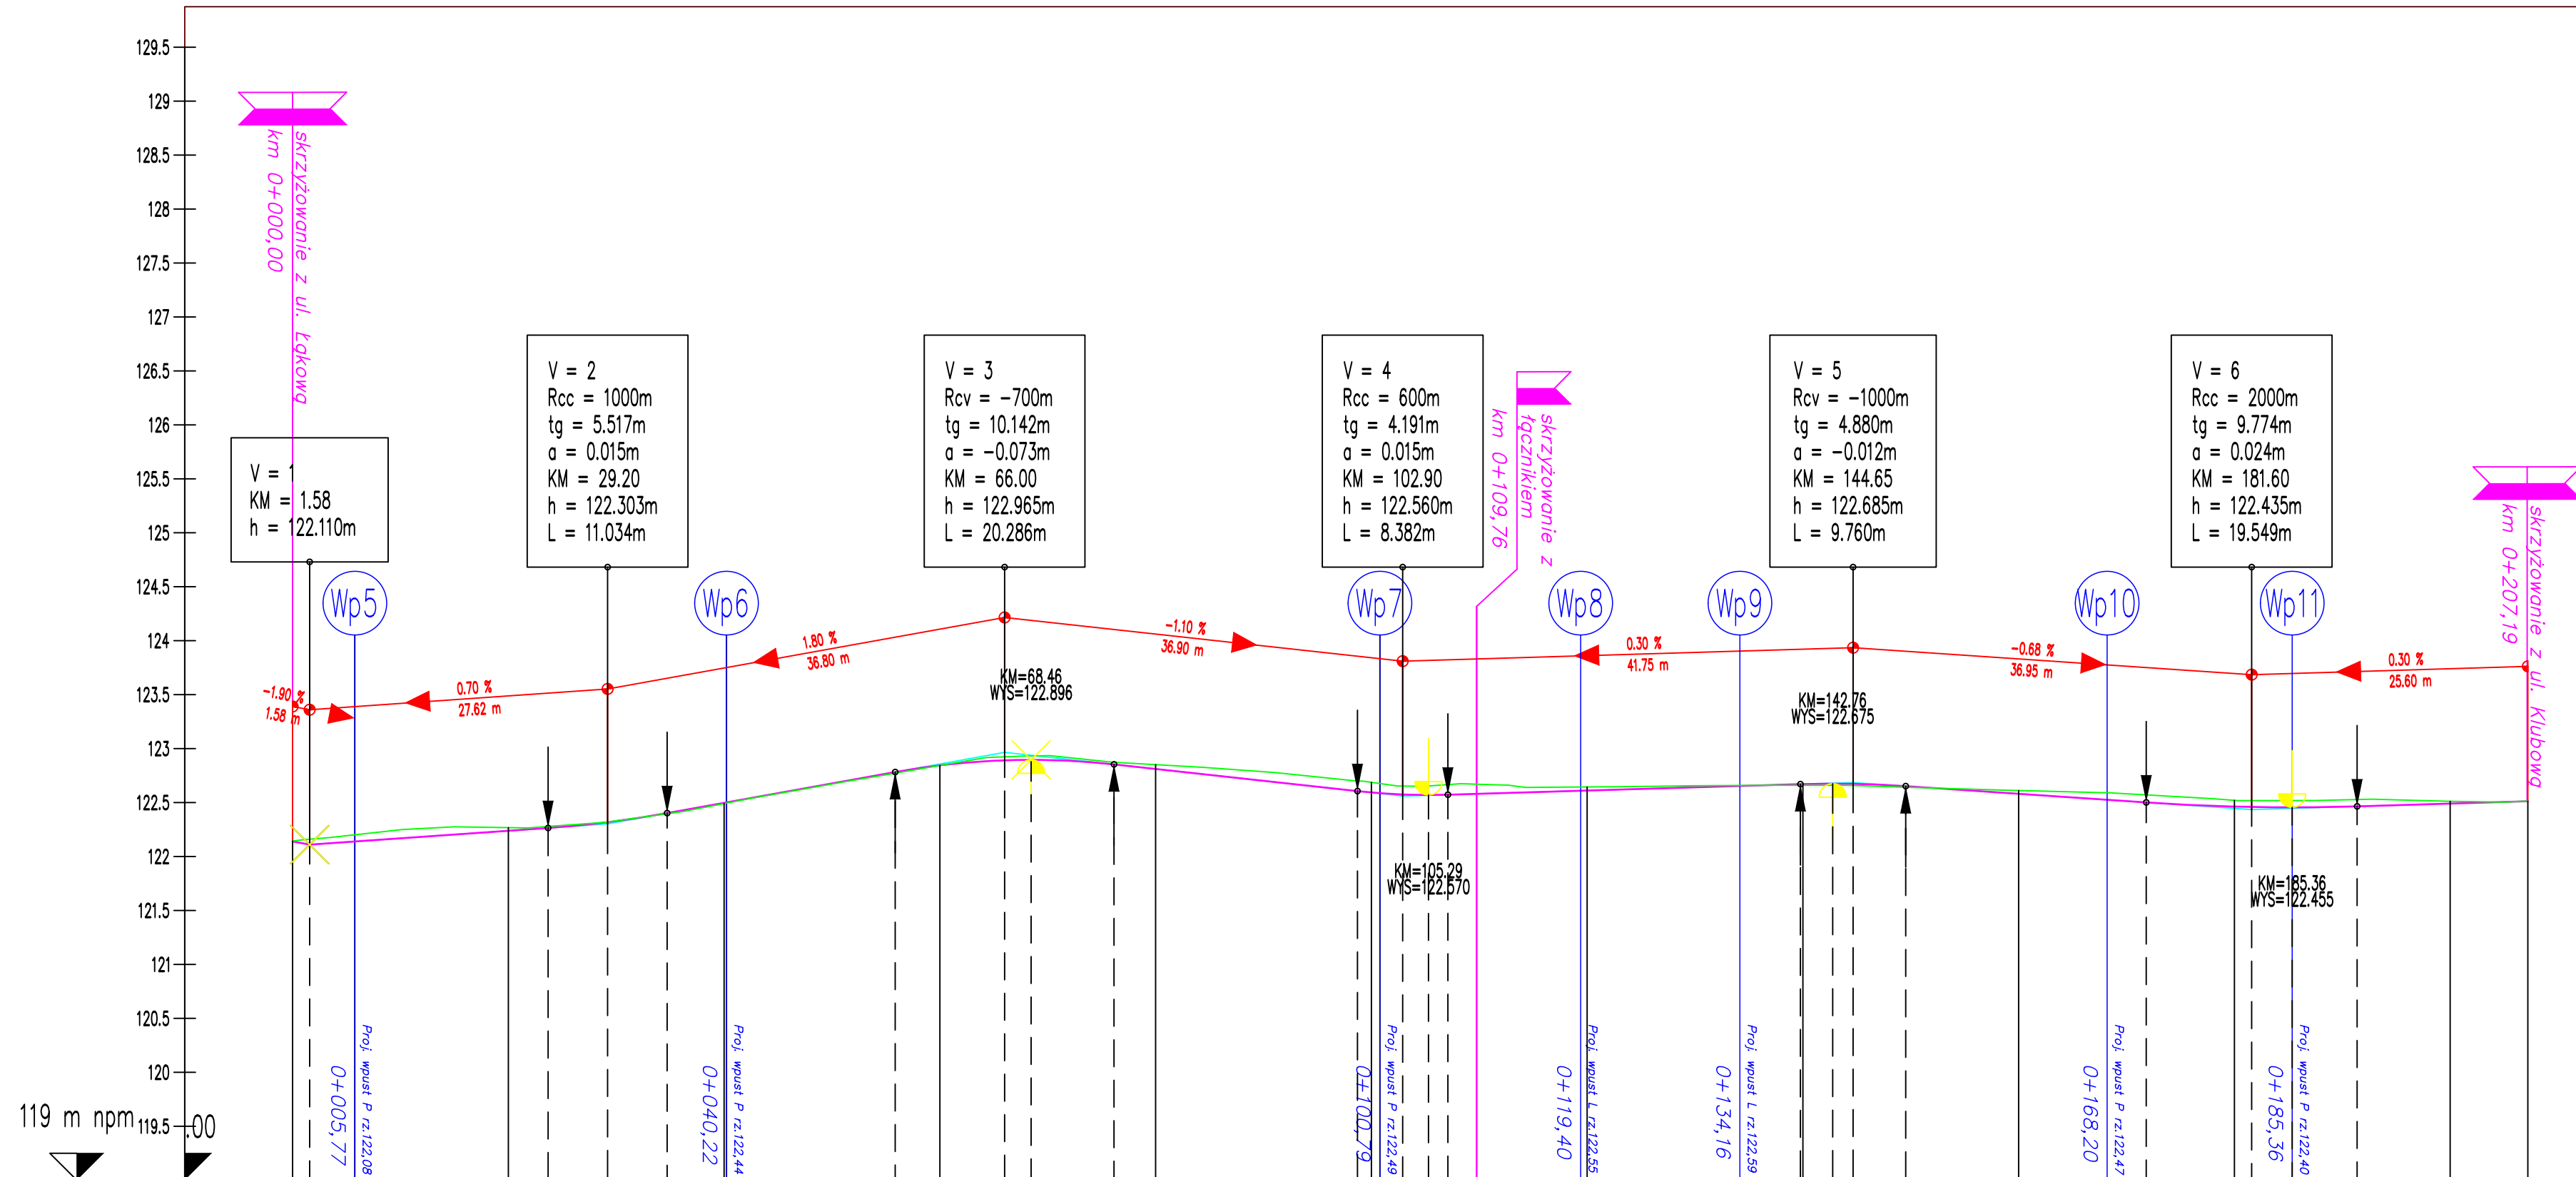 129.5
129
128.5
128
127.5
127
126.5
126
125.5
125
124.5
124
123.5
123
122.5
122
121.5
121
120.5
120
119.5
119 m npm
.00
skrzyżowanie z ul. Łąkową
km 0+000,00
V = 1
KM = 1.58
h = 122.110m
V = 2
Rcc = 1000m
tg = 5.517m
a = 0.015m
KM = 29.20
h = 122.303m
L = 11.034m
V = 3
Rcv = -700m
tg = 10.142m
a = -0.073m
KM = 66.00
h = 122.965m
L = 20.286m
V = 4
Rcc = 600m
tg = 4.191m
a = 0.015m
KM = 102.90
h = 122.560m
L = 8.382m
skrzyżowanie z
łącznikiem
km 0+109,76
V = 5
Rcv = -1000m
tg = 4.880m
a = -0.012m
KM = 144.65
h = 122.685m
L = 9.760m
V = 6
Rcc = 2000m
tg = 9.774m
a = 0.024m
KM = 181.60
h = 122.435m
L = 19.549m
skrzyżowanie z ul. Klubową
km 0+207,19
Wp5
Wp6
Wp7
Wp8
Wp9
Wp10
Wp11
-1.90 %
1.58 m
0.70 %
27.62 m
1.80 %
36.80 m
-1.10 %
36.90 m
0.30 %
41.75 m
-0.68 %
36.95 m
0.30 %
25.60 m
KM=68.46
WYS=122.896
KM=105.29
WYS=122.570
KM=142.76
WYS=122.675
KM=185.36
WYS=122.455
Proj. wpust P rz.122,08
0+005,77
Proj. wpust P rz.122,44
0+040,22
Proj. wpust P rz.122,49
0+100,79
Proj. wpust L rz.122,55
0+119,40
Proj. wpust L rz.122,59
0+134,16
Proj. wpust P rz.122,47
0+168,20
Proj. wpust P rz.122,40
0+185,36